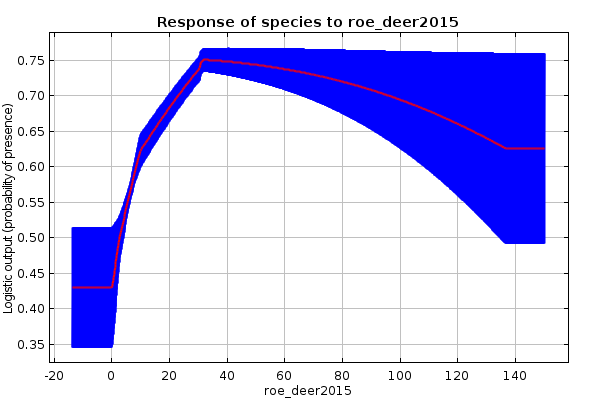 Response of species to roe_deer2015
Logistic output (probability of presence)
0.75
0.70
0.65
0.60
0.55
0.50
0.45
0.40
0.35
-20 0 20 40 60 80 100 120 140
roe_deer2015